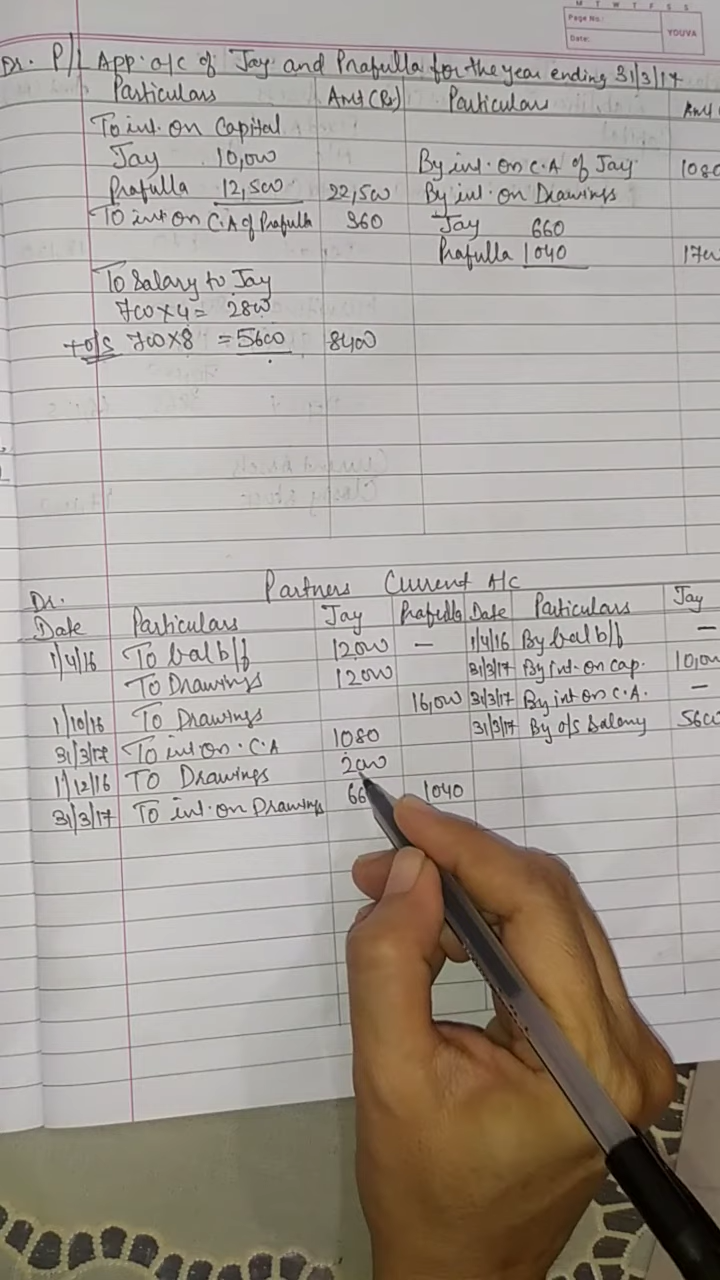 M T W T F S S
Page No.:
YOUVA
Date:
Dr. P/L App. a/c of Jay and Prafulla for the year ending 31/3/17
Particulars Amt (Rs) Particulars Amt
To int. on Capital
Jay 10,000 By int. on C.A of Jay 1080
Prafulla 12,500 22,500 By int. on Drawings
To int on C.A of Prafulla 360 Jay 660
Prafulla 1040 1700
To Salary to Jay
700 x 4 = 2800
+ o/s 700 x 8 = 5600 8400
Partners Current A/c
Dr.
Date Particulars Jay Prafulla Date Particulars Jay
1/4/16 To bal b/f 12000 — 1/4/16 By bal b/f —
To Drawings 12000 31/3/17 By int. on cap. 10,000
1/10/16 To Drawings 16,000 31/3/17 By int on C.A. —
31/3/17 To int on . C.A 1080 31/3/17 By o/s Salary 5600
1/12/16 To Drawings 2000
31/3/17 To int. on Drawings 66 1040